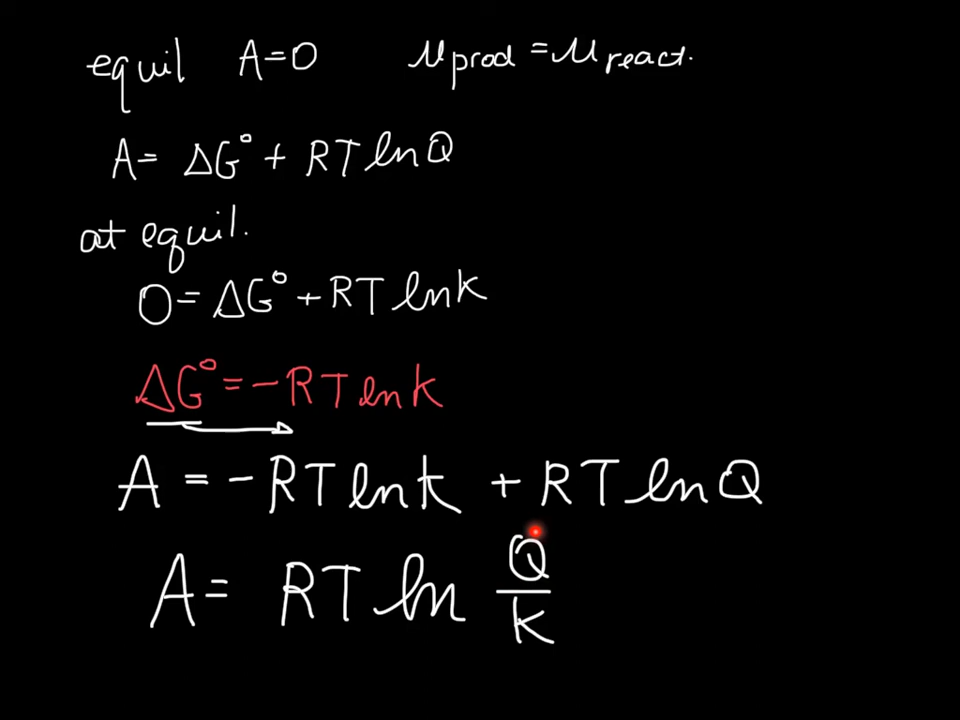 equil A=0 μprod = μreact.
A= ΔG° + RT ln Q
at equil.
0= ΔG° + RT ln K
ΔG° = -RT ln K
A = -RT ln K + RT ln Q
A= RT ln Q/K